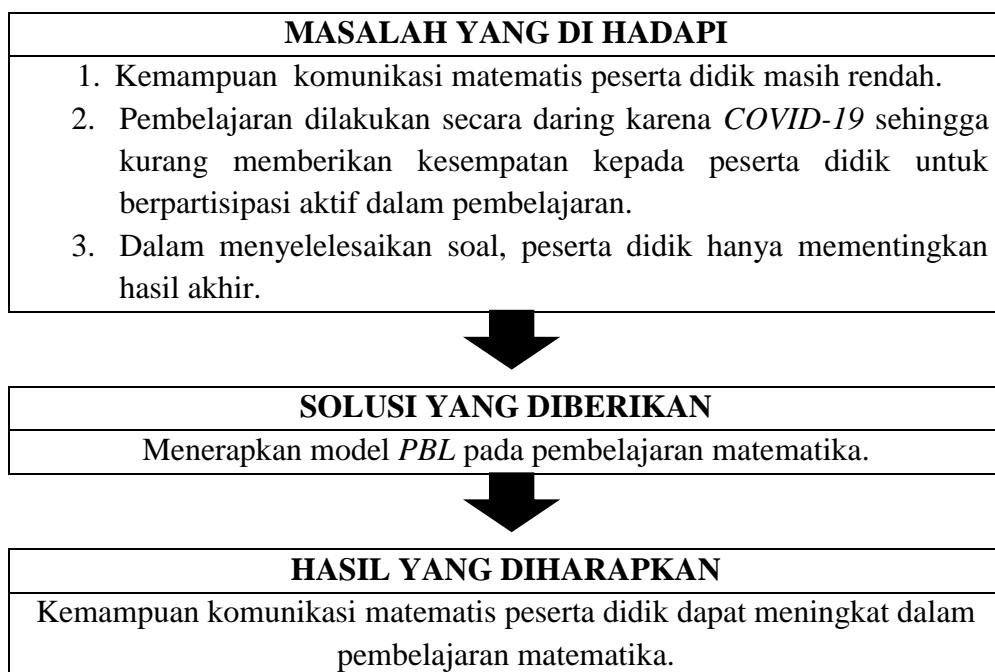 MASALAH YANG DI HADAPI
1. Kemampuan komunikasi matematis peserta didik masih rendah.
2. Pembelajaran dilakukan secara daring karena COVID-19 sehingga
kurang memberikan kesempatan kepada peserta didik untuk
berpartisipasi aktif dalam pembelajaran.
3. Dalam menyelelesaikan soal, peserta didik hanya mementingkan
hasil akhir.
SOLUSI YANG DIBERIKAN
Menerapkan model PBL pada pembelajaran matematika.
HASIL YANG DIHARAPKAN
Kemampuan komunikasi matematis peserta didik dapat meningkat dalam
pembelajaran matematika.